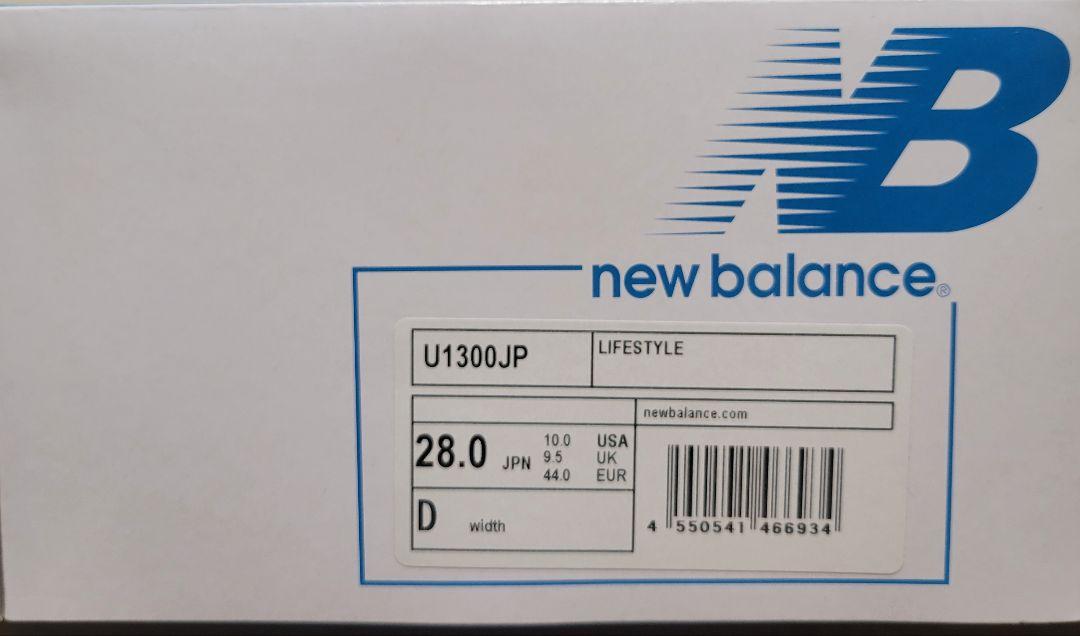 NB
new balance®
U1300JP
LIFESTYLE
newbalance.com
28.0 JPN
10.0 USA
9.5 UK
44.0 EUR
D width
4 550541 466934